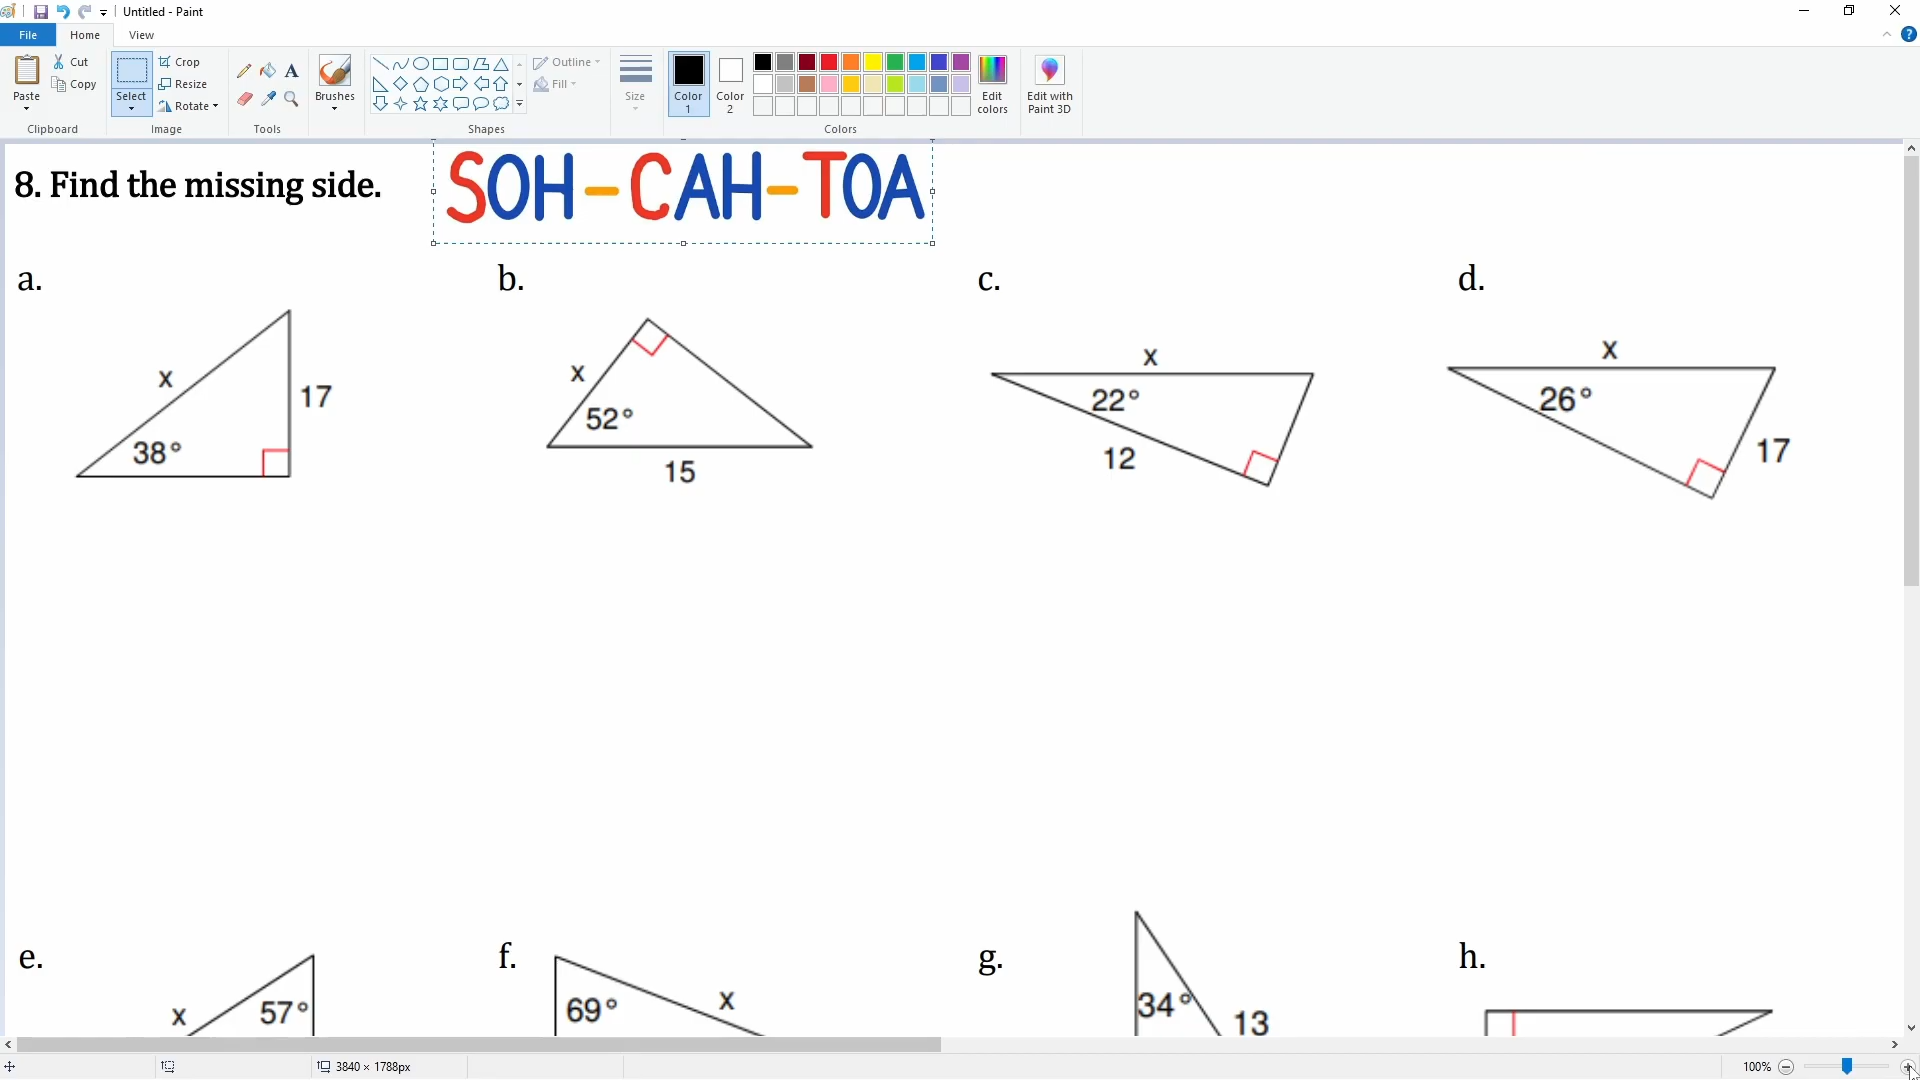 Untitled - Paint
File Home View
Paste
Cut
Copy
Clipboard
Select
Crop
Resize
Rotate
Image
Tools
Brushes
Shapes
Outline
Fill
Size
Color 1
Color 2
Colors
Edit colors
Edit with Paint 3D
8. Find the missing side.
SOH-CAH-TOA
a.
x
17
38°
b.
x
52°
15
c.
x
22°
12
d.
x
26°
17
e.
x
57°
f.
69°
x
g.
34°
13
h.
3840 × 1788px
100%